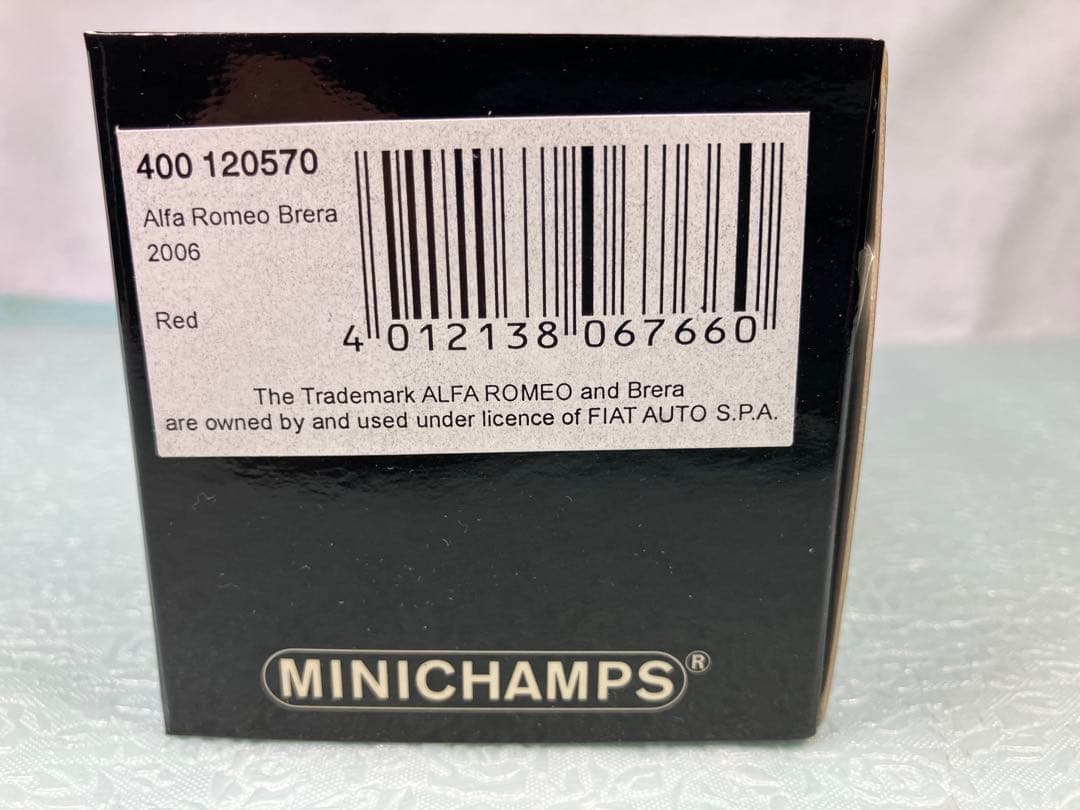 400 120570
Alfa Romeo Brera
2006
Red
4 012138 067660
The Trademark ALFA ROMEO and Brera
are owned by and used under licence of FIAT AUTO S.P.A.
MINICHAMPS®